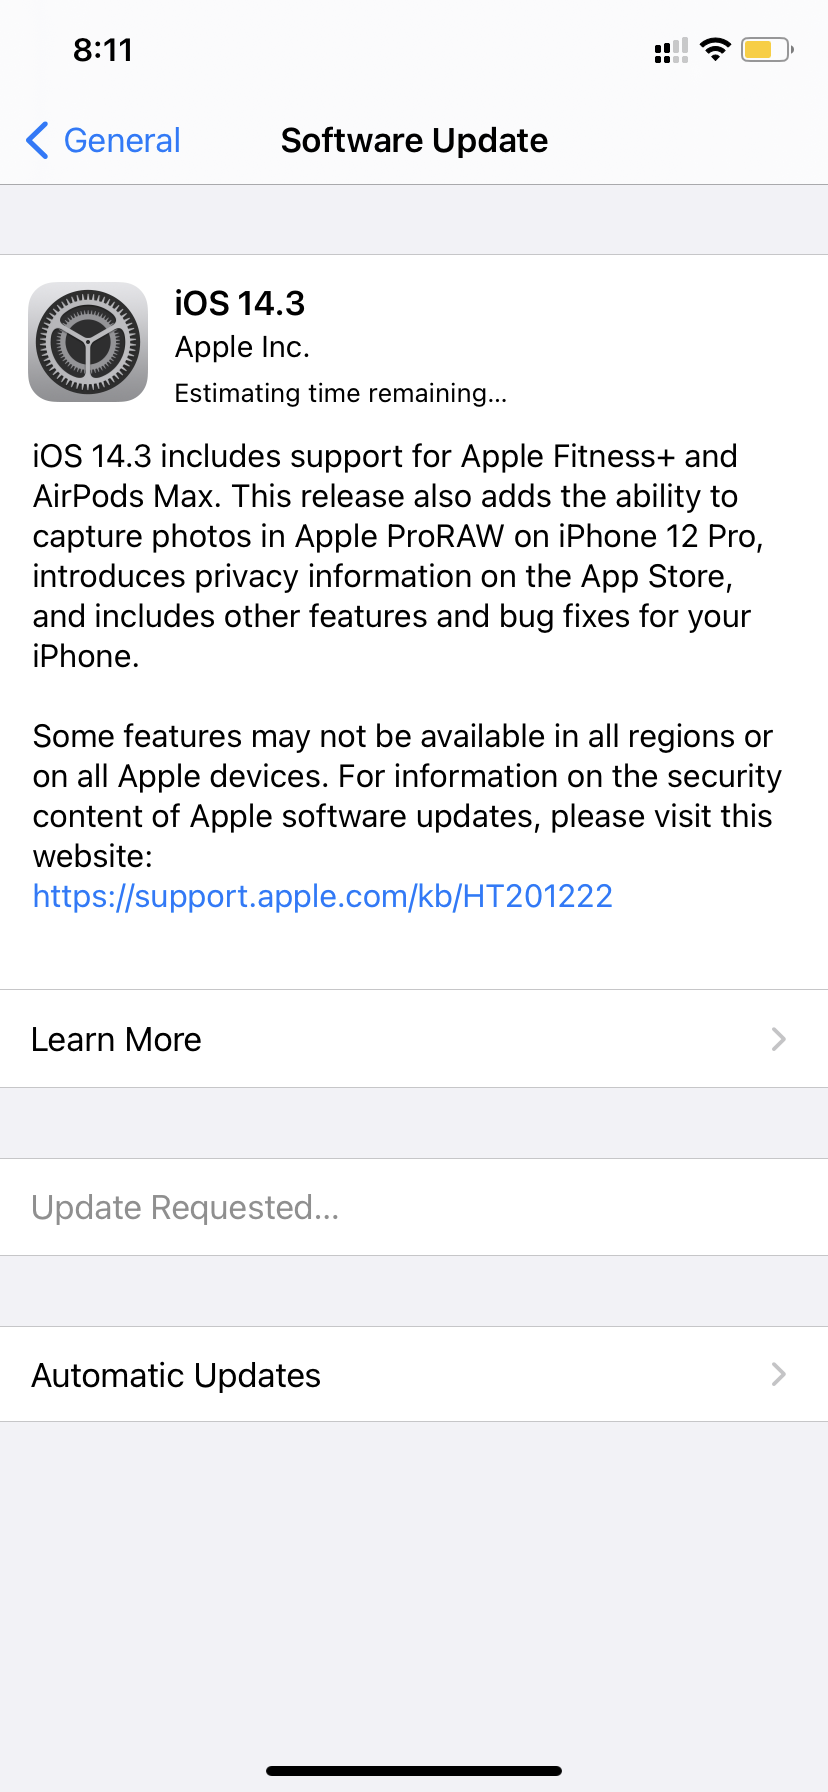 8:11
General
Software Update
iOS 14.3
Apple Inc.
Estimating time remaining...
iOS 14.3 includes support for Apple Fitness+ and
AirPods Max. This release also adds the ability to
capture photos in Apple ProRAW on iPhone 12 Pro,
introduces privacy information on the App Store,
and includes other features and bug fixes for your
iPhone.
Some features may not be available in all regions or
on all Apple devices. For information on the security
content of Apple software updates, please visit this
website:
https://support.apple.com/kb/HT201222
Learn More
Update Requested...
Automatic Updates